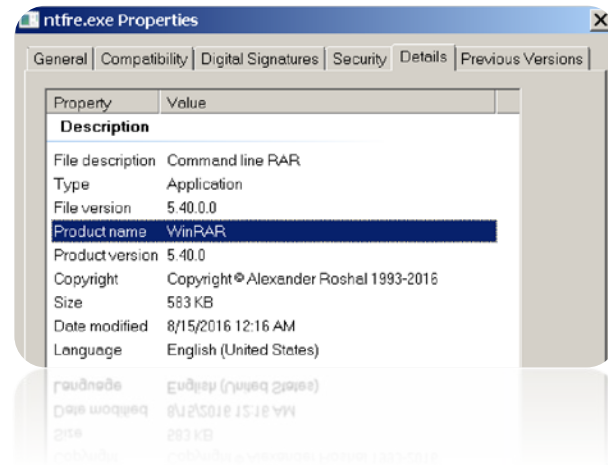 ntfre.exe Properties
General Compatibility Digital Signatures Security Details Previous Versions
Property Value
Description
File description Command line RAR
Type Application
File version 5.40.0.0
Product name WinRAR
Product version 5.40.0
Copyright Copyright © Alexander Roshal 1993-2016
Size 583 KB
Date modified 8/15/2016 12:16 AM
Language English (United States)